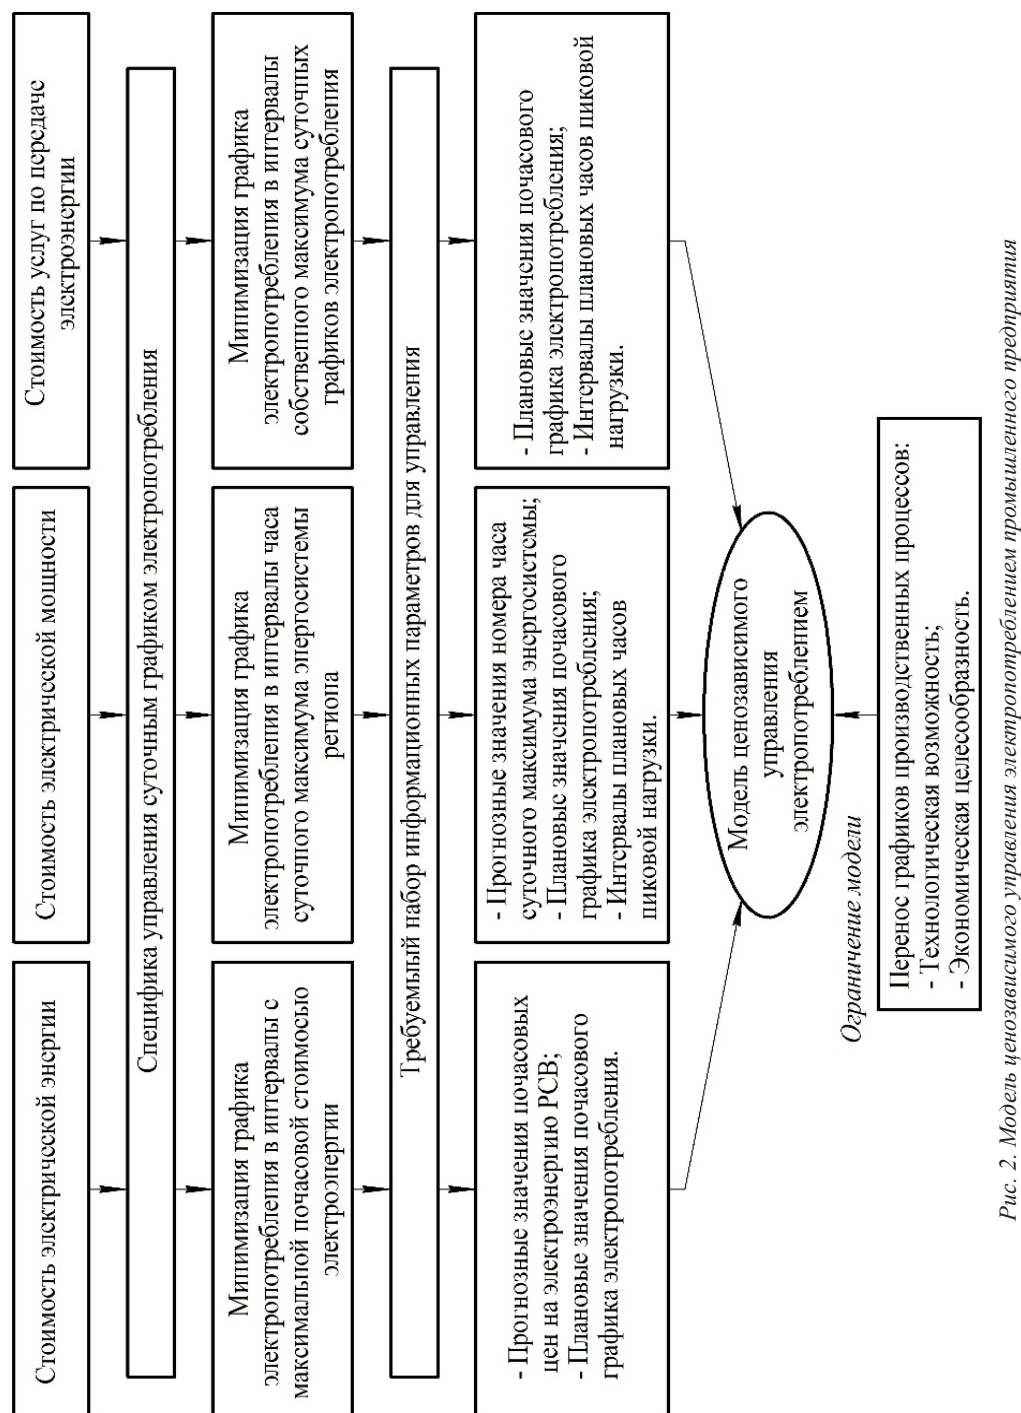 Стоимость электрической энергии
Стоимость электрической мощности
Стоимость услуг по передаче
электроэнергии
Специфика управления суточным графиком электропотребления
Минимизация графика
электропотребления в интервалы с
максимальной почасовой стоимосью
электроэнергии
Минимизация графика
электропотребления в интервалы часа
суточного максимума энергосистемы
региона
Минимизация графика
электропотребления в интервалы
собственного максимума суточных
графиков электропотребления
Требуемый набор информационных параметров для управления
- Прогнозные значения почасовых
цен на электроэнергию РСВ;
- Плановые значения почасового
графика электропотребления.
- Прогнозные значения номера часа
суточного максимума энергосистемы;
- Плановые значения почасового
графика электропотребления;
- Интервалы плановых часов
пиковой нагрузки.
- Плановые значения почасового
графика электропотребления;
- Интервалы плановых часов пиковой
нагрузки.
Модель ценозависимого
управления
электропотреблением
Ограничение модели
Перенос графиков производственных процессов:
- Технологическая возможность;
- Экономическая целесообразность.
Рис. 2. Модель ценозависимого управления электропотреблением промышленного предприятия